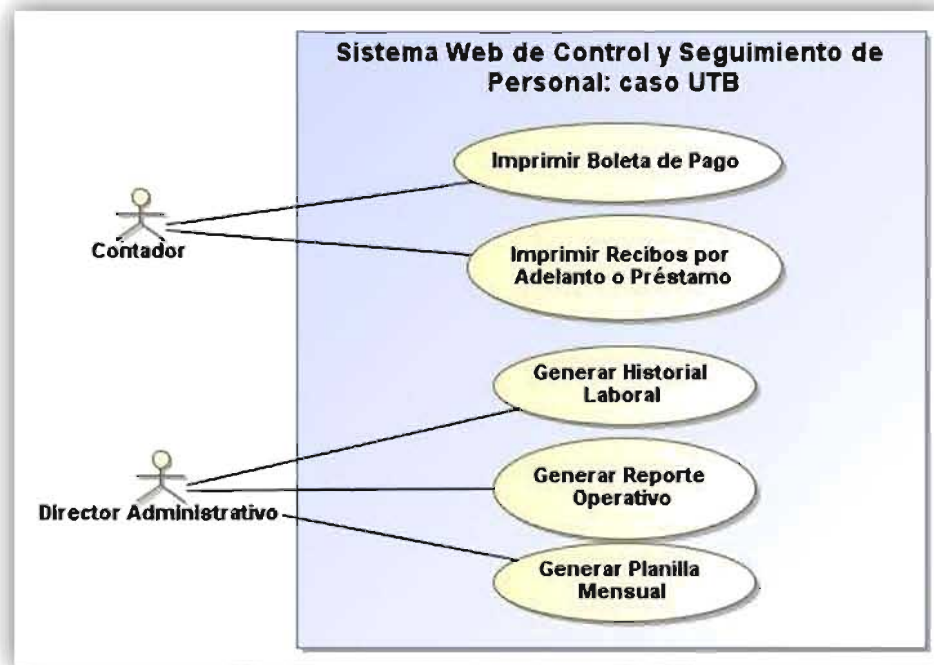 Sistema Web de Control y Seguimiento de
Personal: caso UTB
Imprimir Boleta de Pago
Contador
Imprimir Recibos por
Adelanto o Préstamo
Generar Historial
Laboral
Generar Reporte
Operativo
Director Administrativo
Generar Planilla
Mensual